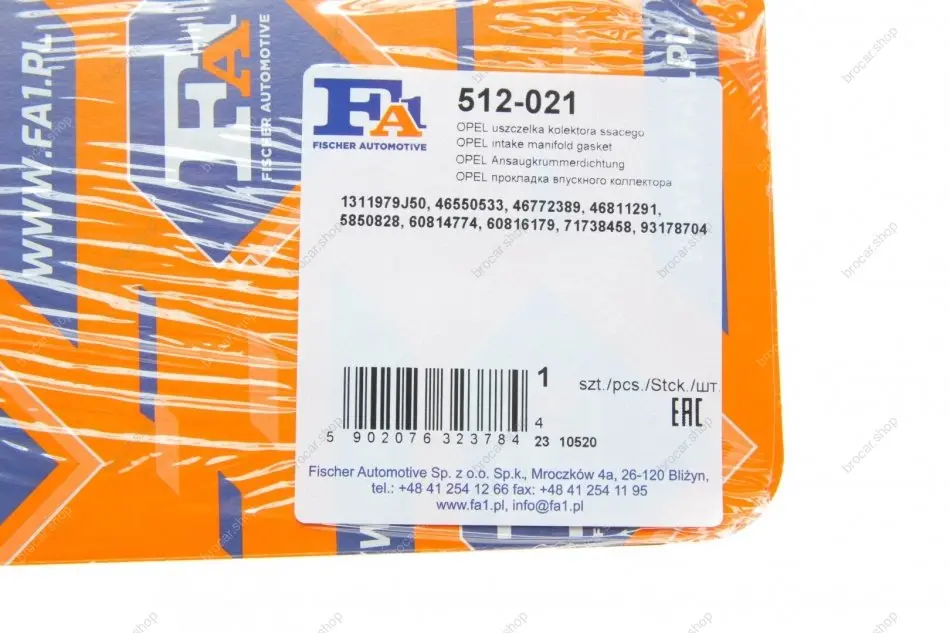 WWW.FA1.PL
FA1
FISCHER AUTOMOTIVE
FA1
FISCHER AUTOMOTIVE
512-021
OPEL uszczelka kolektora ssacego
OPEL intake manifold gasket
OPEL Ansaugkrummerdichtung
OPEL прокладка впускного коллектора
1311979J50, 46550533, 46772389, 46811291,
5850828, 60814774, 60816179, 71738458, 93178704
1 szt./pcs./Stck./шт.
EAC
4
5 902076 323784 23 10520
Fischer Automotive Sp. z o.o. Sp.k., Mroczków 4a, 26-120 Bliżyn,
tel.: +48 41 254 12 66 fax: +48 41 254 11 95
www.fa1.pl, info@fa1.pl
brocar.shop